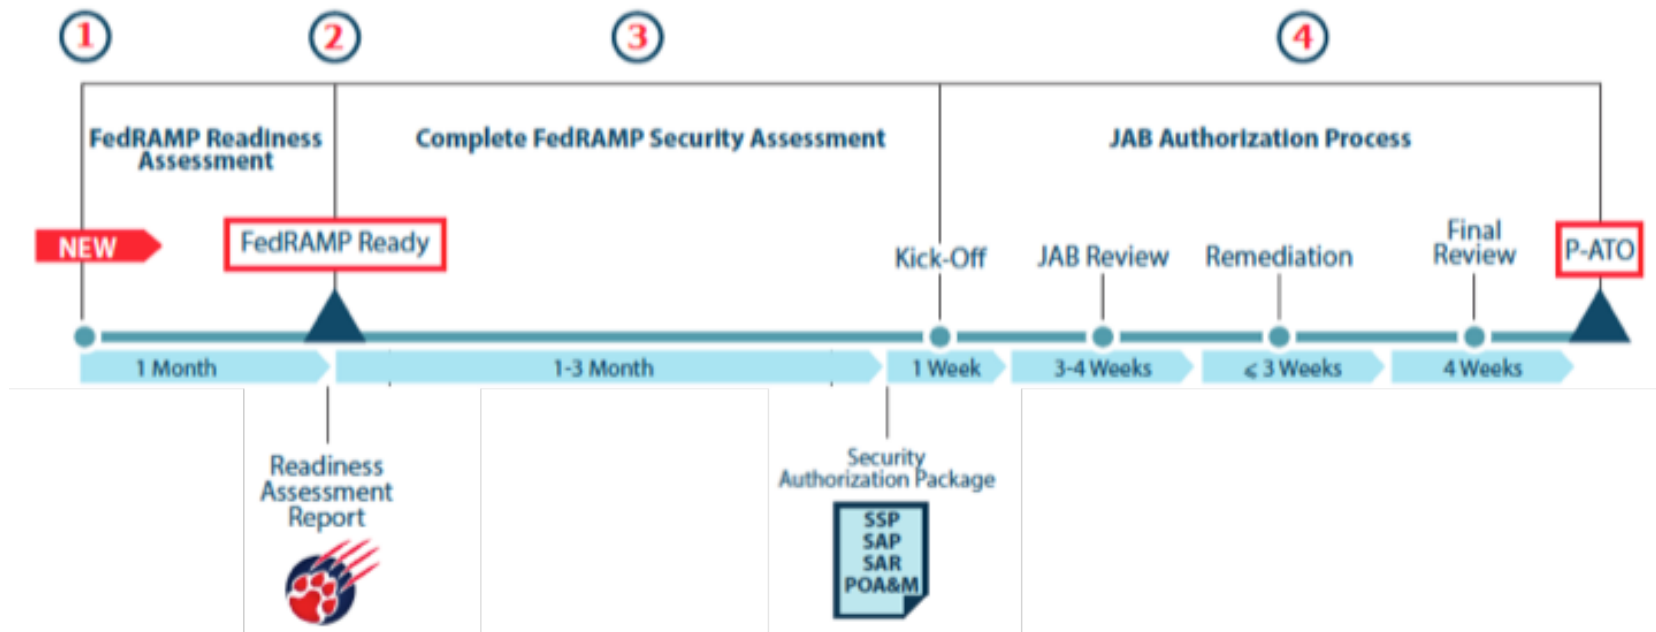 1
2
3
4
FedRAMP Readiness
Assessment
Complete FedRAMP Security Assessment
JAB Authorization Process
NEW
FedRAMP Ready
Kick-Off
JAB Review
Remediation
Final
Review
P-ATO
1 Month
1-3 Month
1 Week
3-4 Weeks
⩽ 3 Weeks
4 Weeks
Readiness
Assessment
Report
Security
Authorization Package
SSP
SAP
SAR
POA&M